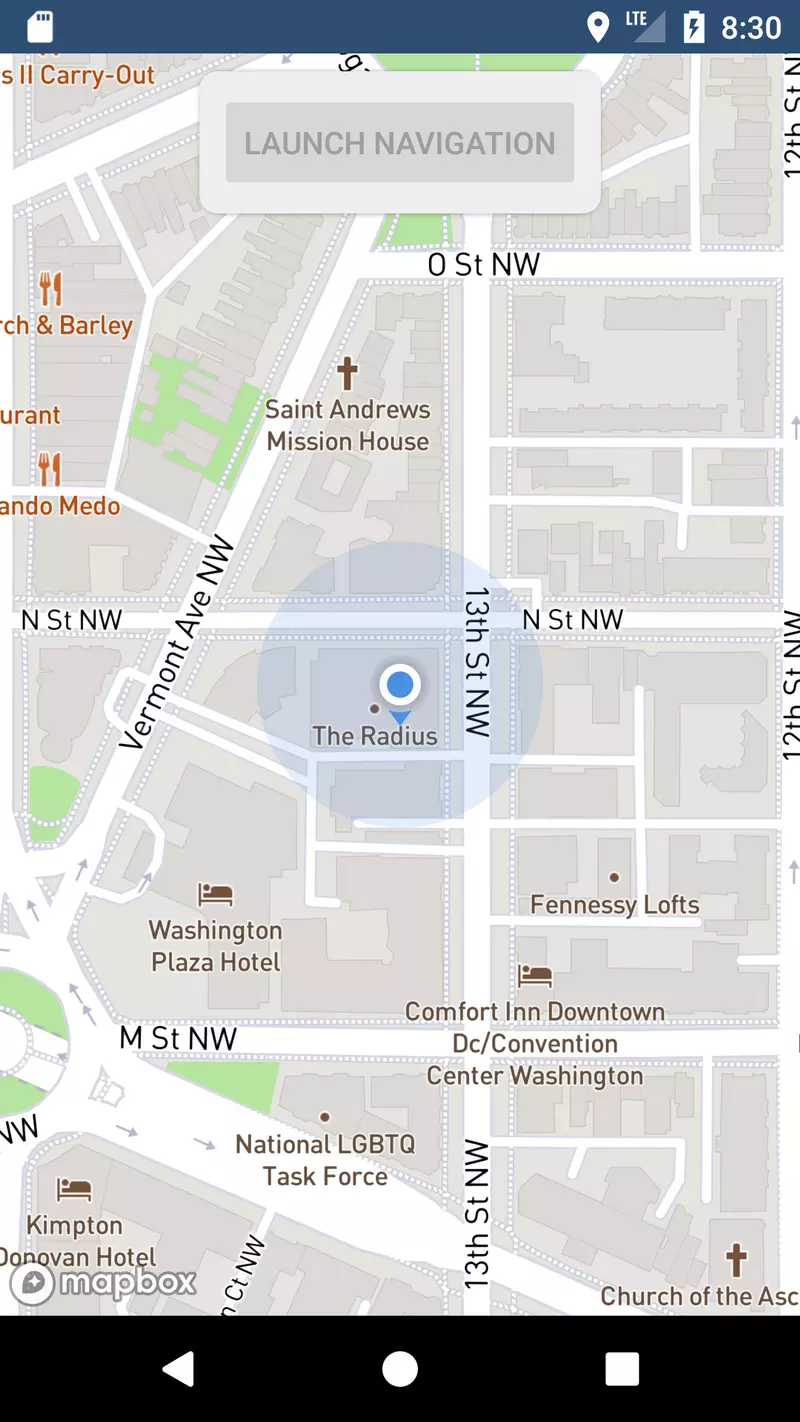 LTE 8:30
s II Carry-Out
LAUNCH NAVIGATION
12th St N
O St NW
rch & Barley
Saint Andrews
Mission House
urant
ando Medo
N St NW
Vermont Ave NW
13th St NW
N St NW
12th St NW
The Radius
Fennessy Lofts
Washington
Plaza Hotel
Comfort Inn Downtown
Dc/Convention
Center Washington
M St NW
NW
National LGBTQ
Task Force
13th St NW
Kimpton
Donovan Hotel
n Ct NW
mapbox
Church of the Asc